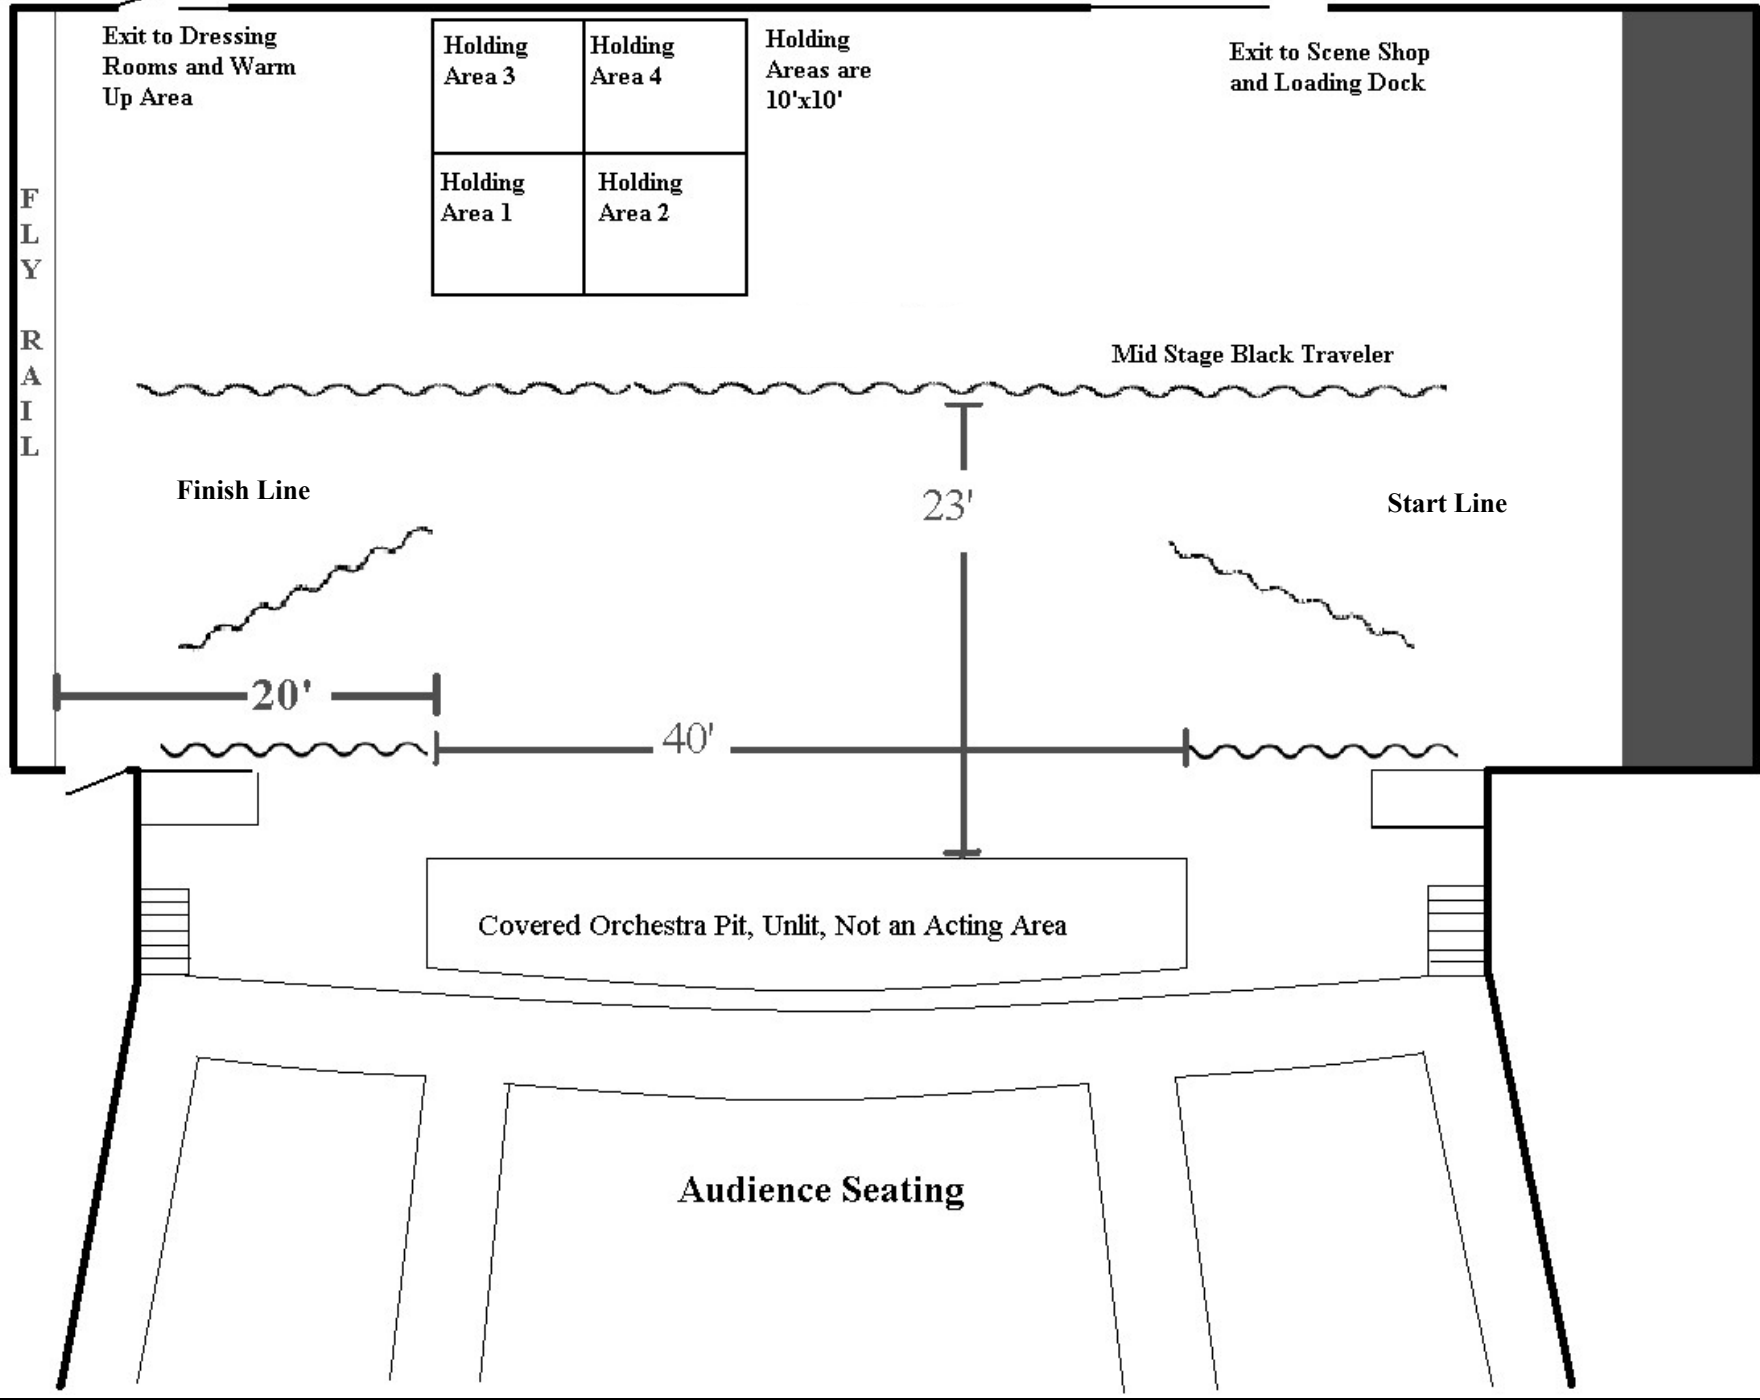 Exit to Dressing
Rooms and Warm
Up Area
Holding
Area 3
Holding
Area 4
Holding
Areas are
10'x10'
Exit to Scene Shop
and Loading Dock
Holding
Area 1
Holding
Area 2
FLY RAIL
Mid Stage Black Traveler
Finish Line
23'
Start Line
20'
40'
Covered Orchestra Pit, Unlit, Not an Acting Area
Audience Seating